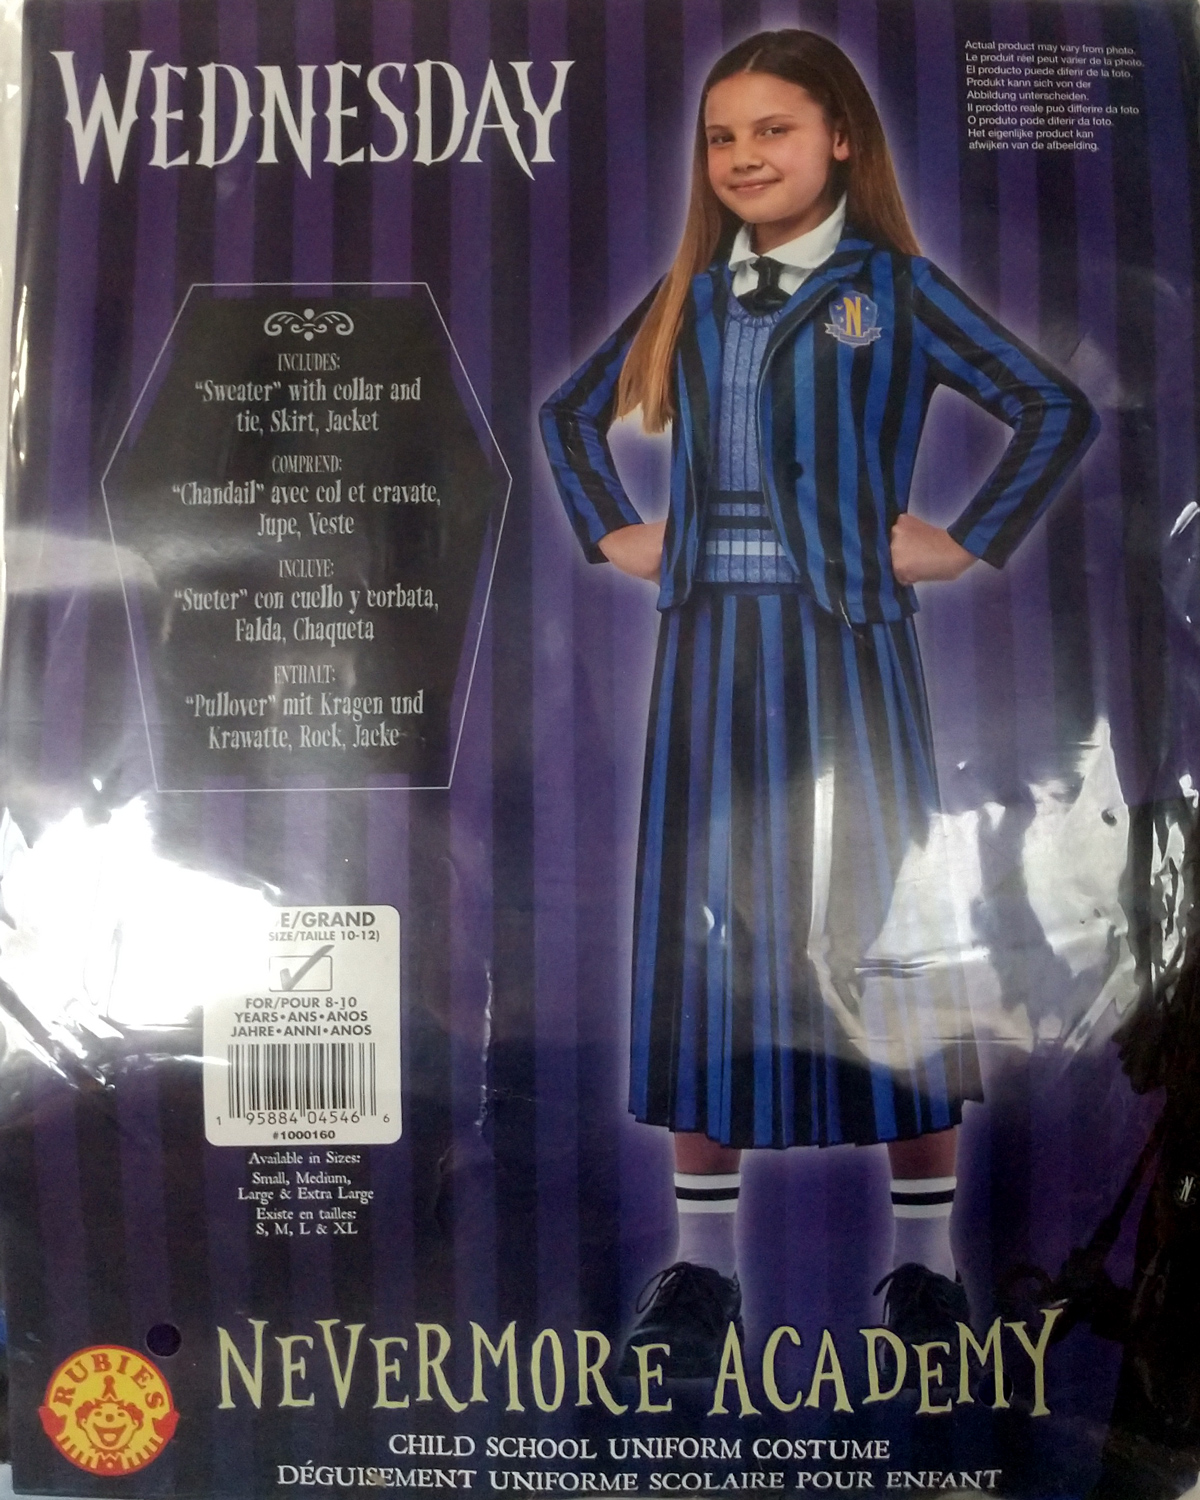 WEDNESDAY
Actual product may vary from photo.
Le produit réel peut varier de la photo.
El producto puede diferir de la foto.
Produkt kann sich von der
Abbildung unterscheiden.
Il prodotto reale può differire da foto
O produto pode diferir da foto.
Het eigenlijke product kan
afwijken van de afbeelding.
N
INCLUDES:
“Sweater” with collar and
tie, Skirt, Jacket
COMPREND:
“Chandail” avec col et cravate,
Jupe, Veste
INCLUYE:
“Sueter” con cuello y corbata,
Falda, Chaqueta
ENTHALT:
“Pullover” mit Kragen und
Krawatte, Rock, Jacke
E/GRAND
SIZE/TAILLE 10-12)
FOR/POUR 8-10
YEARS•ANS•AÑOS
JAHRE•ANNI•ANOS
1 95884 04546 6
#1000160
Available in Sizes:
Small, Medium,
Large & Extra Large
Existe en tailles:
S, M, L & XL
NEVERMORE ACADEMY
RUBIES
CHILD SCHOOL UNIFORM COSTUME
DÉGUISEMENT UNIFORME SCOLAIRE POUR ENFANT